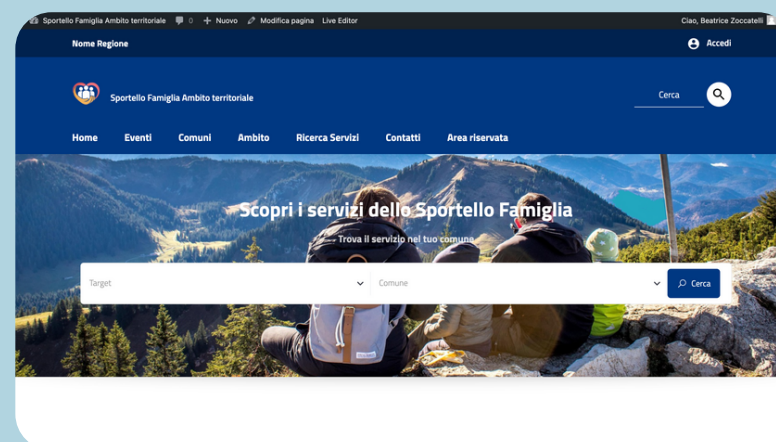 Sportello Famiglia Ambito territoriale 0 + Nuovo Modifica pagina Live Editor Ciao, Beatrice Zoccatelli
Nome Regione Accedi
Sportello Famiglia Ambito territoriale Cerca
Home Eventi Comuni Ambito Ricerca Servizi Contatti Area riservata
Scopri i servizi dello Sportello Famiglia
Trova il servizio nel tuo comune
Target Comune Cerca